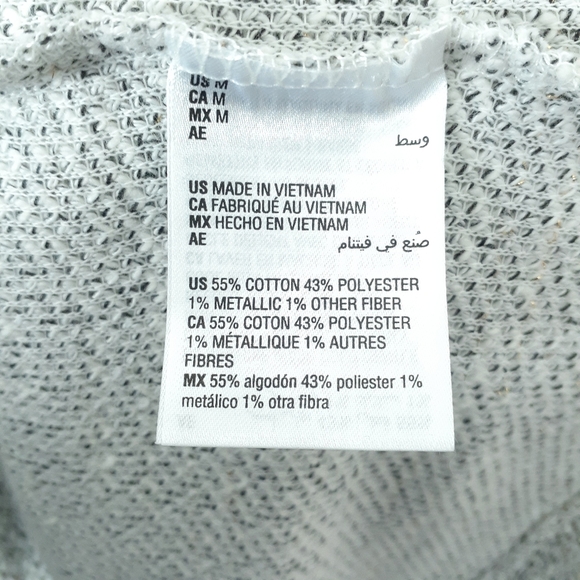 US M
CA M
MX M
AE وسط
US MADE IN VIETNAM
CA FABRIQUÉ AU VIETNAM
MX HECHO EN VIETNAM
AE صُنع في فيتنام
US 55% COTTON 43% POLYESTER
1% METALLIC 1% OTHER FIBER
CA 55% COTON 43% POLYESTER
1% MÉTALLIQUE 1% AUTRES
FIBRES
MX 55% algodón 43% poliester 1%
metálico 1% otra fibra